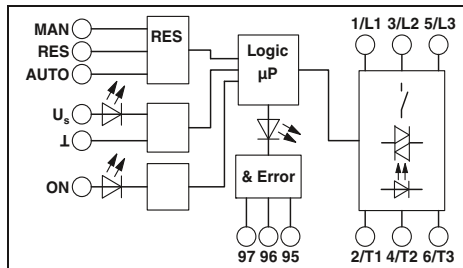 MAN
RES
AUTO
RES
Us
⊥
ON
Logic
µP
& Error
97 96 95
1/L1 3/L2 5/L3
2/T1 4/T2 6/T3